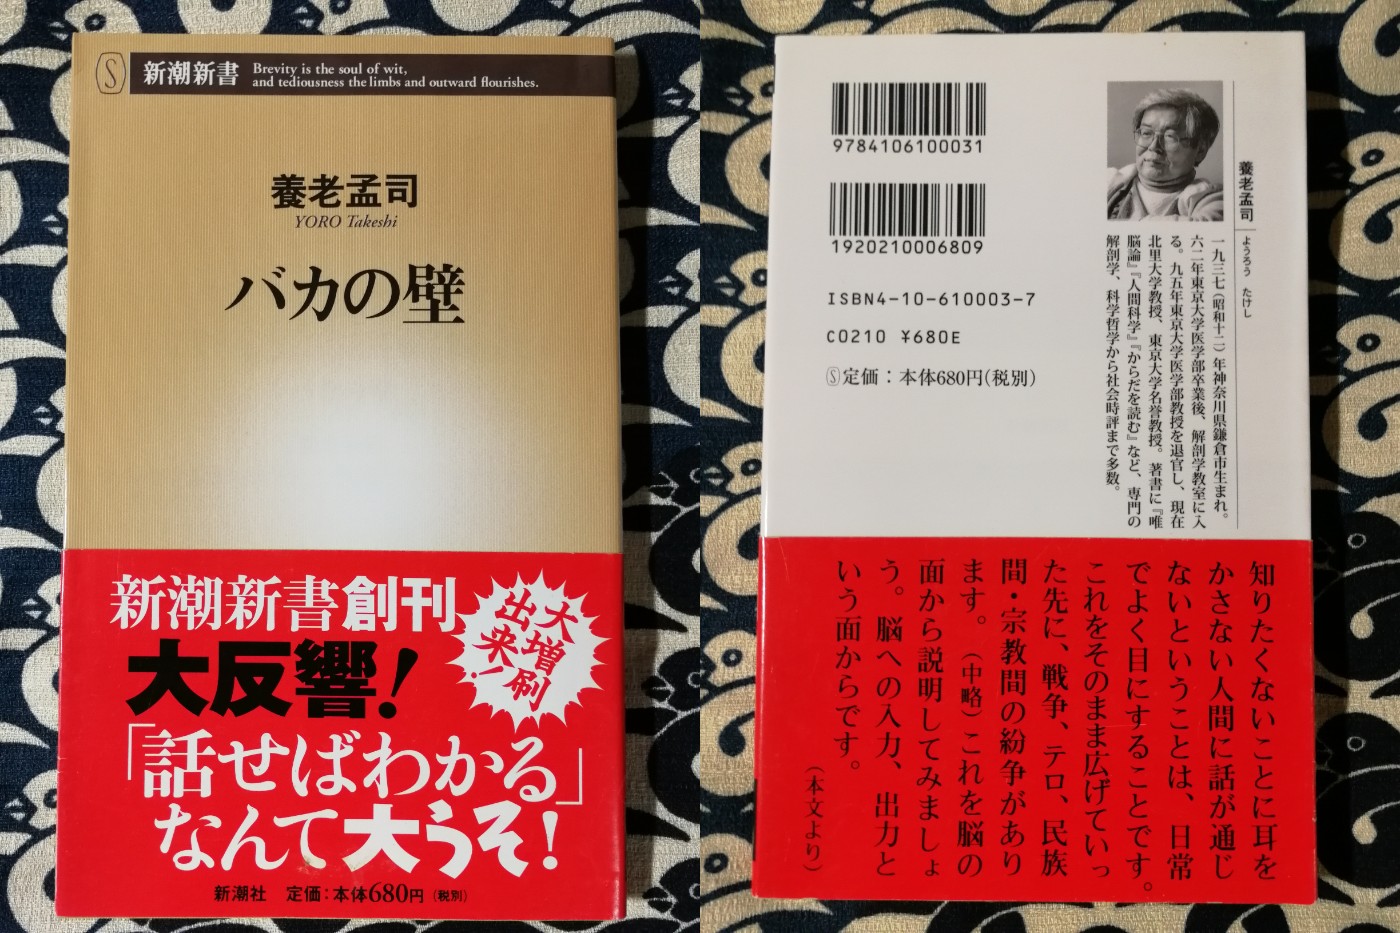 新潮新書
Brevity is the soul of wit,
and tediousness the limbs and outward flourishes.
養老孟司
YORO Takeshi
バカの壁
新潮新書創刊
大反響!
大増刷
出来!
「話せばわかる」
なんて大うそ!
新潮社 定価:本体680円(税別)
9784106100031
1920210006809
ISBN4-10-610003-7
C0210 ¥680E
Ⓢ定価:本体680円(税別)
養老孟司 ようろう たけし
一九三七(昭和十二)年神奈川県鎌倉市生まれ。
六二年東京大学医学部卒業後、解剖学教室に入
る。九五年東京大学医学部教授を退官し、現在
北里大学教授、東京大学名誉教授。著書に『唯
脳論』『人間科学』『からだを読む』など、専門の
解剖学、科学哲学から社会時評まで多数。
知りたくないことに耳を
かさない人間に話が通じ
ないということは、日常
でよく目にすることです。
これをそのまま広げていっ
た先に、戦争、テロ、民族
間・宗教間の紛争があり
ます。(中略)これを脳の
面から説明してみましょ
う。脳への入力、出力と
いう面からです。
(本文より)